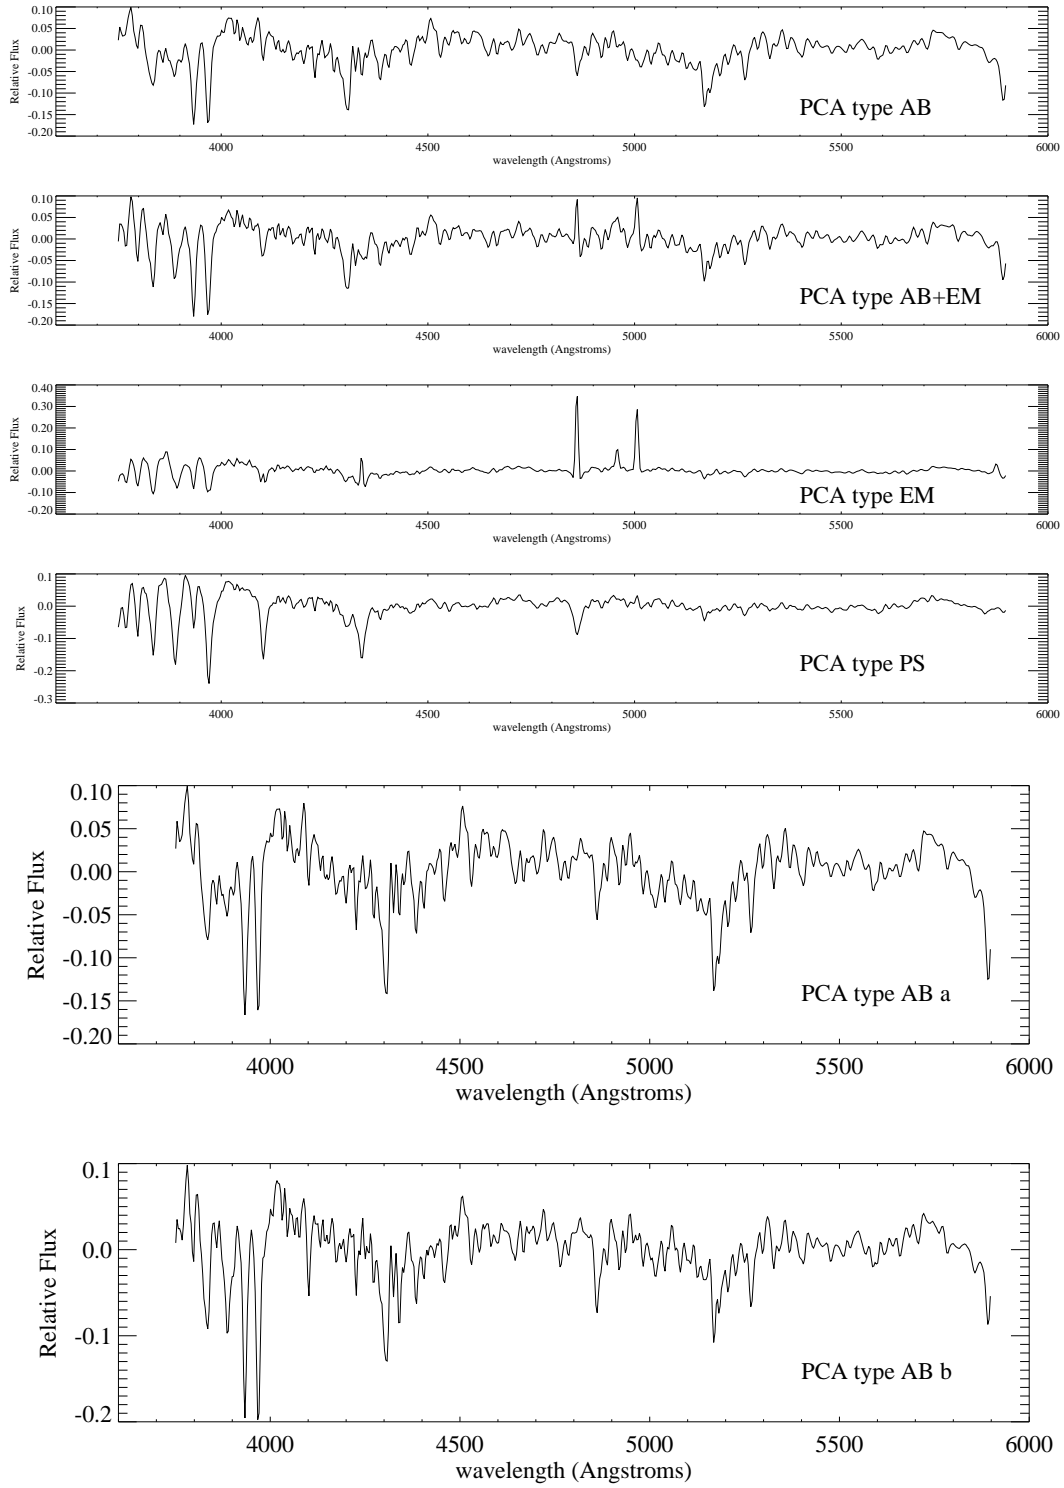 0.10
0.05
0.00
-0.05
-0.10
-0.15
-0.20
Relative Flux
PCA type AB
4000 4500 5000 5500 6000
wavelength (Angstroms)
0.10
0.05
0.00
-0.05
-0.10
-0.15
-0.20
Relative Flux
PCA type AB+EM
4000 4500 5000 5500 6000
wavelength (Angstroms)
0.40
0.30
0.20
0.10
0.00
-0.10
-0.20
Relative Flux
PCA type EM
4000 4500 5000 5500 6000
wavelength (Angstroms)
0.1
0.0
-0.1
-0.2
-0.3
Relative Flux
PCA type PS
4000 4500 5000 5500 6000
wavelength (Angstroms)
0.10
0.05
0.00
-0.05
-0.10
-0.15
-0.20
Relative Flux
PCA type AB a
4000 4500 5000 5500 6000
wavelength (Angstroms)
0.1
0.0
-0.1
-0.2
Relative Flux
PCA type AB b
4000 4500 5000 5500 6000
wavelength (Angstroms)